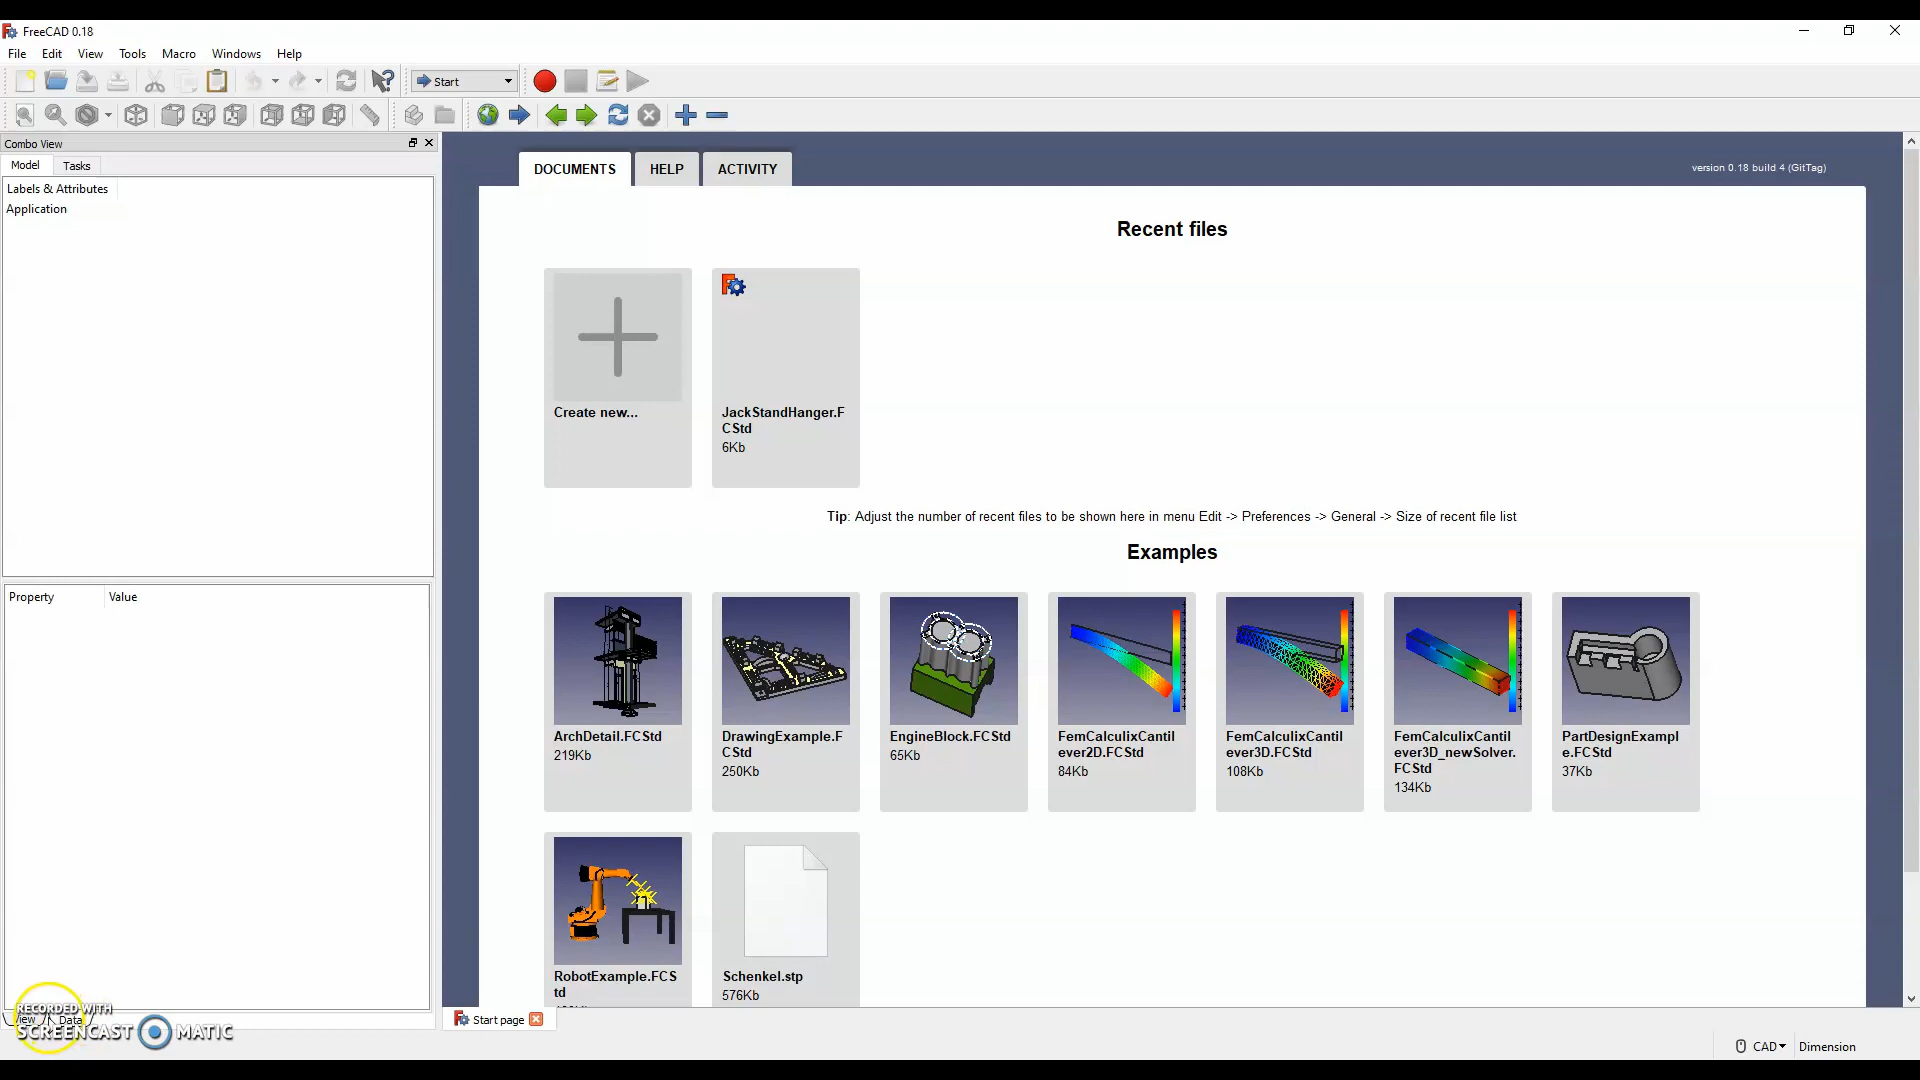 FreeCAD 0.18
File Edit View Tools Macro Windows Help
Start
Combo View
Model Tasks
Labels & Attributes
Application
Property Value
DOCUMENTS HELP ACTIVITY
version 0.18 build 4 (GitTag)
Recent files
Create new...
JackStandHanger.F
CStd
6Kb
Tip: Adjust the number of recent files to be shown here in menu Edit -> Preferences -> General -> Size of recent file list
Examples
ArchDetail.FCStd
219Kb
DrawingExample.F
CStd
250Kb
EngineBlock.FCStd
65Kb
FemCalculixCantil
ever2D.FCStd
84Kb
FemCalculixCantil
ever3D.FCStd
108Kb
FemCalculixCantil
ever3D_newSolver.
FCStd
134Kb
PartDesignExampl
e.FCStd
37Kb
RobotExample.FCS
td
Schenkel.stp
576Kb
View Data
RECORDED WITH
SCREENCAST MATIC
Start page
CAD Dimension